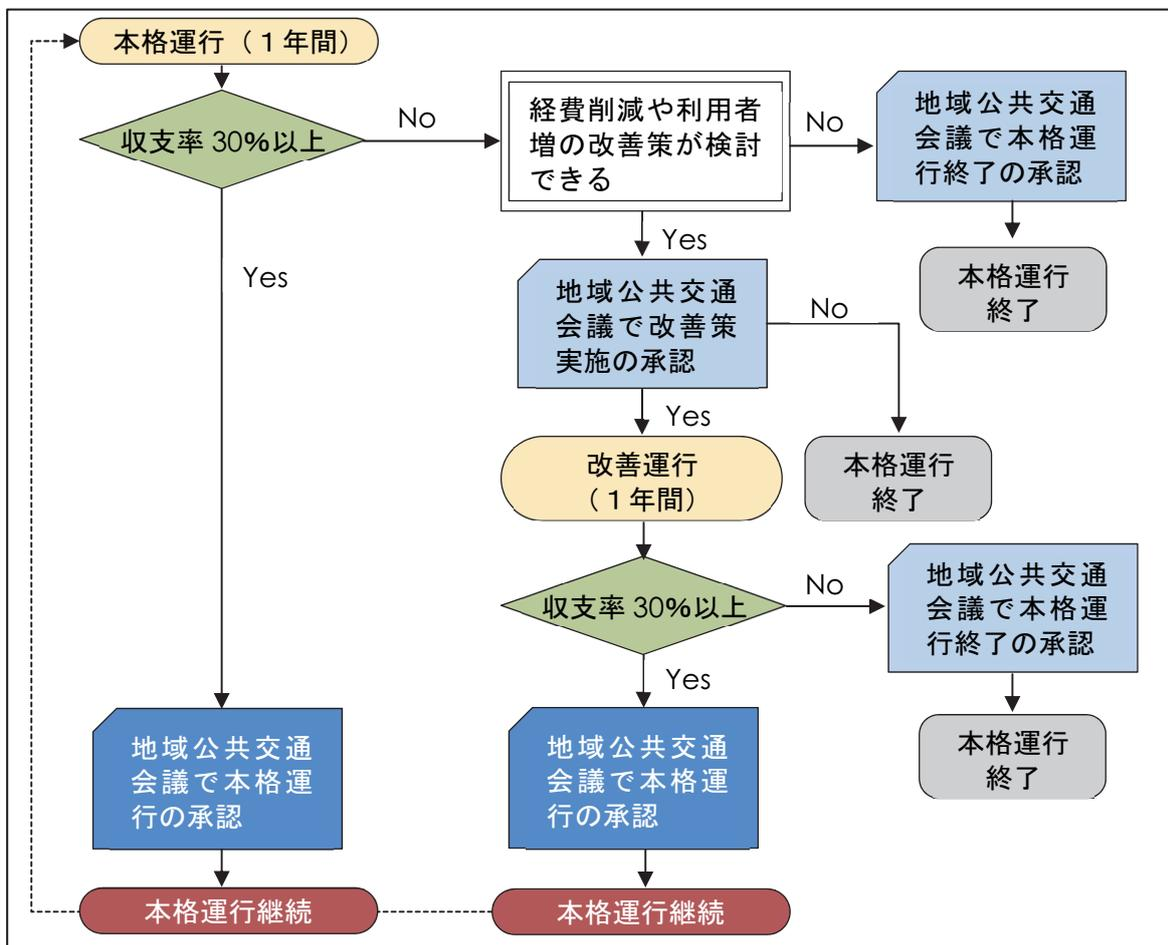 本格運行（１年間）
収支率 30%以上
No
経費削減や利用者
増の改善策が検討
できる
No
地域公共交通
会議で本格運
行終了の承認
本格運行
終了
Yes
Yes
地域公共交通
会議で改善策
実施の承認
No
本格運行
終了
Yes
改善運行
（１年間）
収支率 30%以上
No
地域公共交通
会議で本格運
行終了の承認
本格運行
終了
Yes
地域公共交通
会議で本格運
行の承認
地域公共交通
会議で本格運
行の承認
本格運行継続
本格運行継続